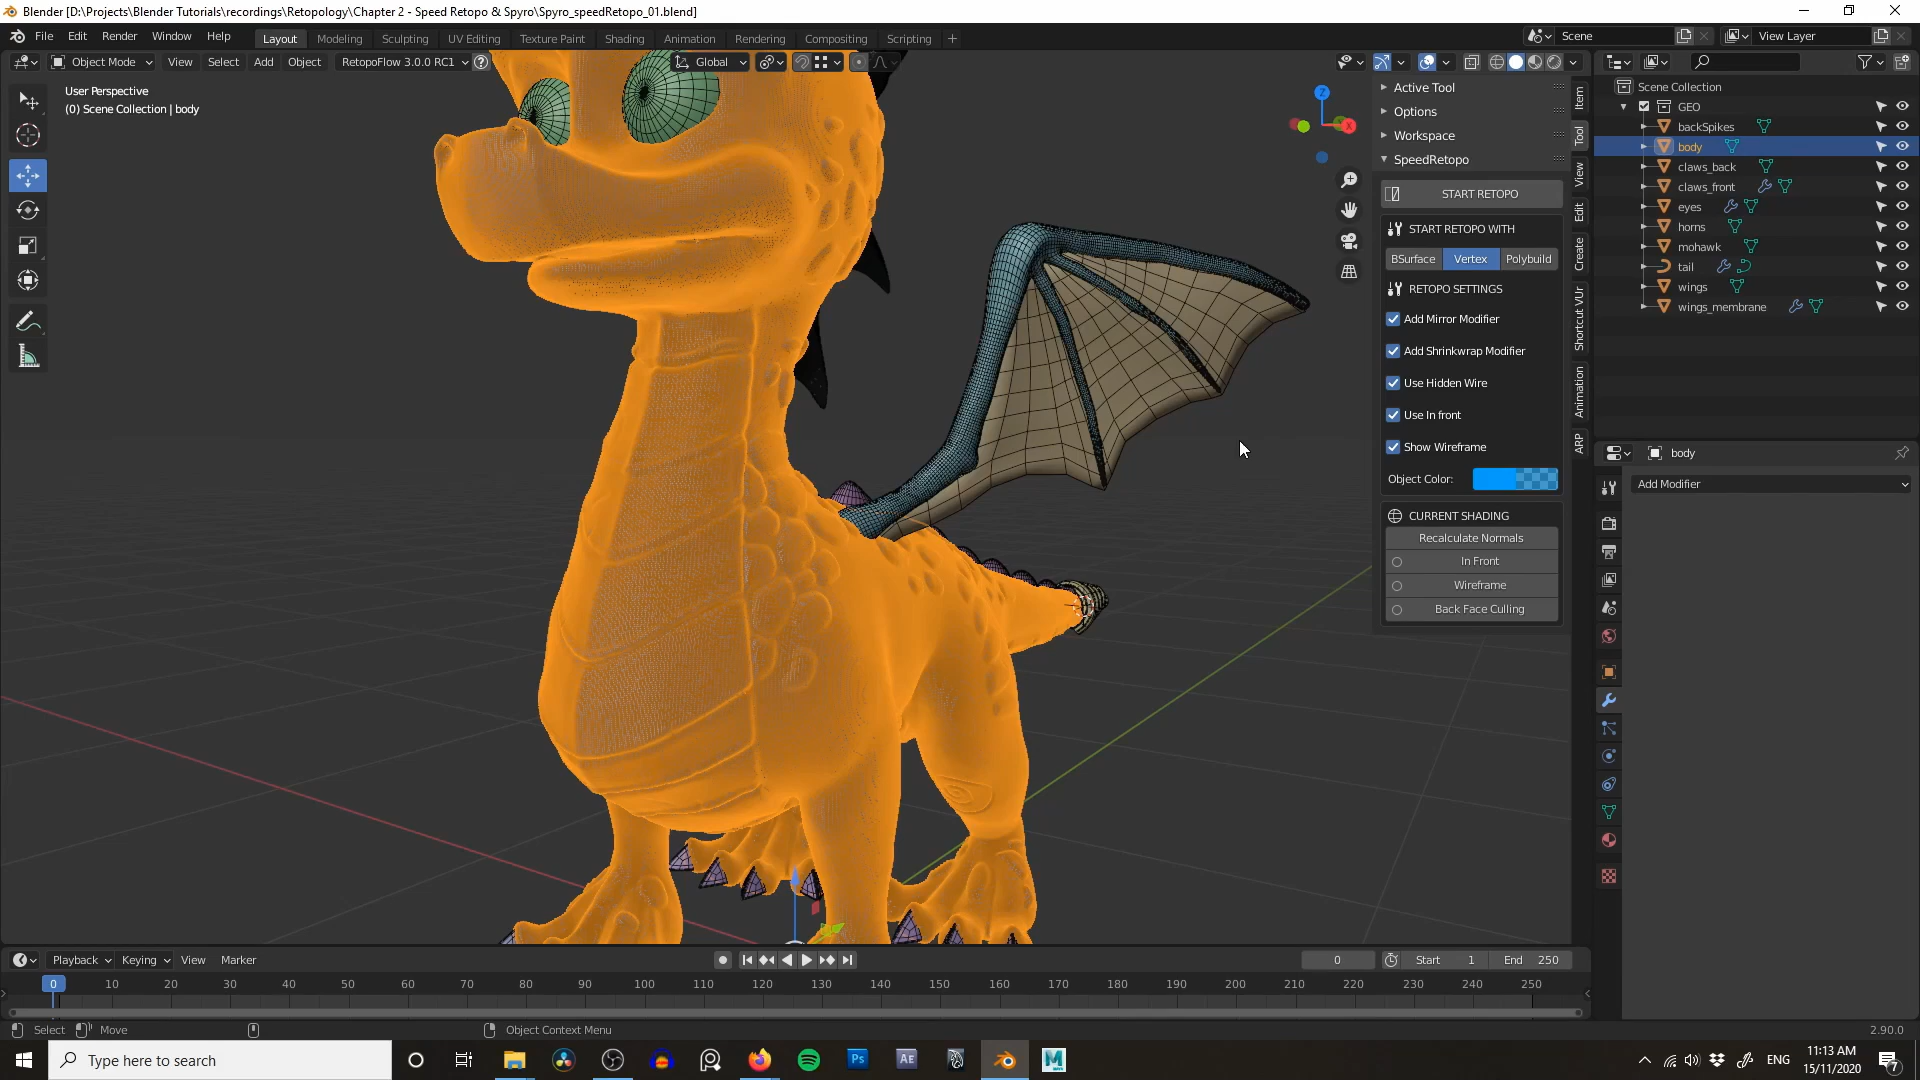 Blender [D:\Projects\Blender Tutorials\recordings\Retopology\Chapter 2 - Speed Retopo & Spyro\Spyro_speedRetopo_01.blend]
File Edit Render Window Help Layout Modeling Sculpting UV Editing Texture Paint Shading Animation Rendering Compositing Scripting + Scene View Layer
Object Mode View Select Add Object RetopoFlow 3.0.0 RC1 Global
User Perspective
(0) Scene Collection | body
Z
X
Active Tool
Options
Workspace
SpeedRetopo
START RETOPO
START RETOPO WITH
BSurface Vertex Polybuild
RETOPO SETTINGS
Add Mirror Modifier
Add Shrinkwrap Modifier
Use Hidden Wire
Use In front
Show Wireframe
Object Color:
CURRENT SHADING
Recalculate Normals
In Front
Wireframe
Back Face Culling
Item
Tool
View
Edit
Create
Shortcut VUr
Animation
ARP
Scene Collection
GEO
backSpikes
body
claws_back
claws_front
eyes
horns
mohawk
tail
wings
wings_membrane
body
Add Modifier
Playback Keying View Marker 0 Start 1 End 250
0 10 20 30 40 50 60 70 80 90 100 110 120 130 140 150 160 170 180 190 200 210 220 230 240 250
Select Move Object Context Menu 2.90.0
Type here to search
Ps
Ae
M
ENG
11:13 AM
15/11/2020
7